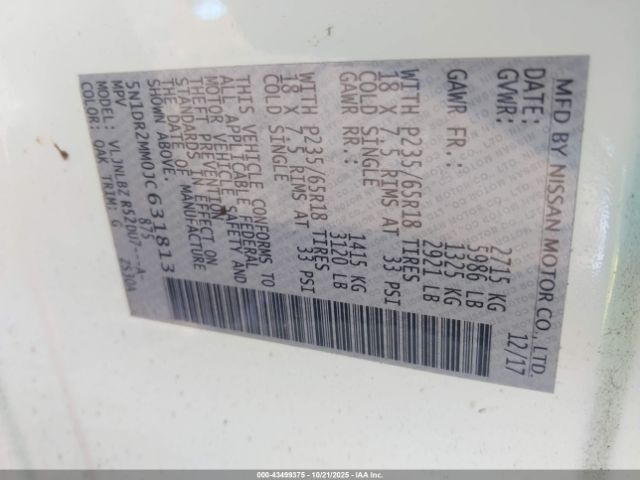 MFD BY NISSAN MOTOR CO., LTD.
DATE: 12/17
GVWR: 2715 KG
5986 LB
GAWR FR.: 1325 KG
2921 LB
WITH P235/65R18 TIRES
18 X 7.5 RIMS AT 33 PSI
COLD SINGLE
GAWR RR.: 1415 KG
3120 LB
WITH P235/65R18 TIRES
18 X 7.5 RIMS AT 33 PSI
COLD SINGLE
THIS VEHICLE CONFORMS TO
ALL APPLICABLE FEDERAL
MOTOR VEHICLE SAFETY AND
THEFT PREVENTION
STANDARDS IN EFFECT ON
THE DATE OF MANUFACTURE
SHOWN ABOVE.
5N1DR2MM0JC631813
MPV 875
VLJNLBZ R52DU7---A-
COLOR: QAK TRIM: G ZS30A
000-43499375 - 10/21/2025 - IAA, Inc.